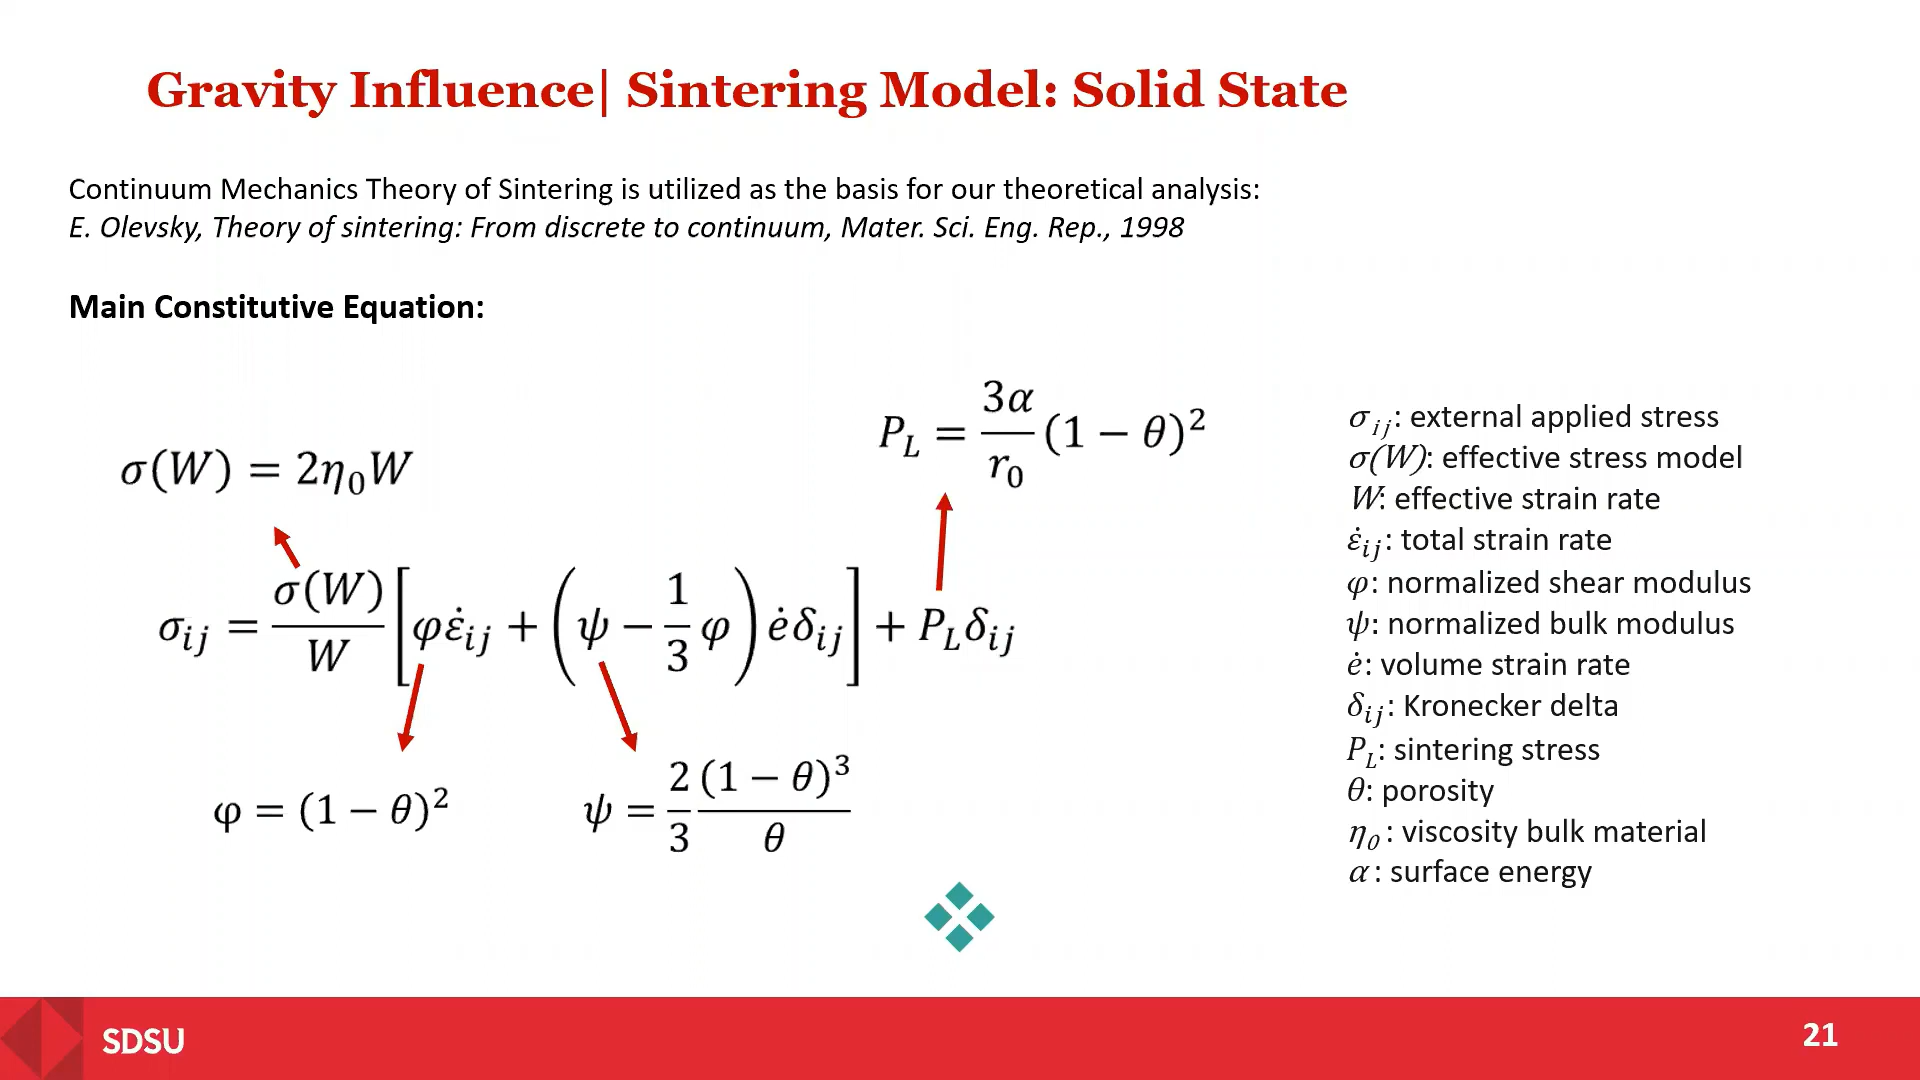 Gravity Influence| Sintering Model: Solid State
Continuum Mechanics Theory of Sintering is utilized as the basis for our theoretical analysis:
E. Olevsky, Theory of sintering: From discrete to continuum, Mater. Sci. Eng. Rep., 1998
Main Constitutive Equation:
σ(W) = 2η₀W
P_L = 3α/r₀ (1 − θ)²
σ_ij = σ(W)/W [φε̇_ij + (ψ − 1/3 φ) ėδ_ij] + P_Lδ_ij
φ = (1 − θ)²
ψ = 2/3 (1 − θ)³/θ
σ_ij: external applied stress
σ(W): effective stress model
W: effective strain rate
ε̇_ij: total strain rate
φ: normalized shear modulus
ψ: normalized bulk modulus
ė: volume strain rate
δ_ij: Kronecker delta
P_L: sintering stress
θ: porosity
η₀: viscosity bulk material
α: surface energy
SDSU
21